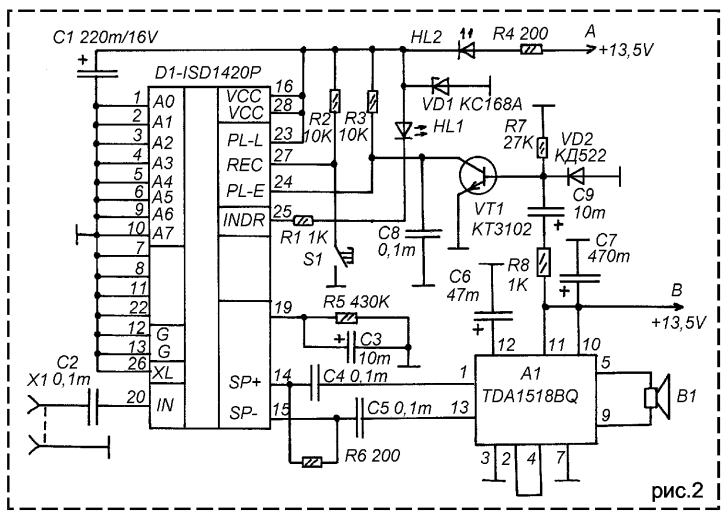 C1 220m/16V
HL2
R4 200
A
+13,5V
D1-ISD1420P
1 A0
2 A1
3 A2
4 A3
5 A4
6 A5
9 A6
10 A7
7
8
11
22
12 G
13 G
26 XL
20 IN
VCC 16
VCC 28
PL-L 23
REC 27
PL-E 24
INDR 25
19
SP+ 14
SP- 15
R2 10K
R3 10K
VD1 KC168A
HL1
R7 27K
VD2 КД522
C9 10m
VT1 KT3102
C8 0,1m
R1 1K
S1
C7 470m
R8 1K
C6 47m
B
+13,5V
R5 430K
C3 10m
C2 0,1m
X1
C4 0,1m
C5 0,1m
R6 200
12 11 10
1
13
A1
TDA1518BQ
5
9
B1
3 2 4 7
рис.2